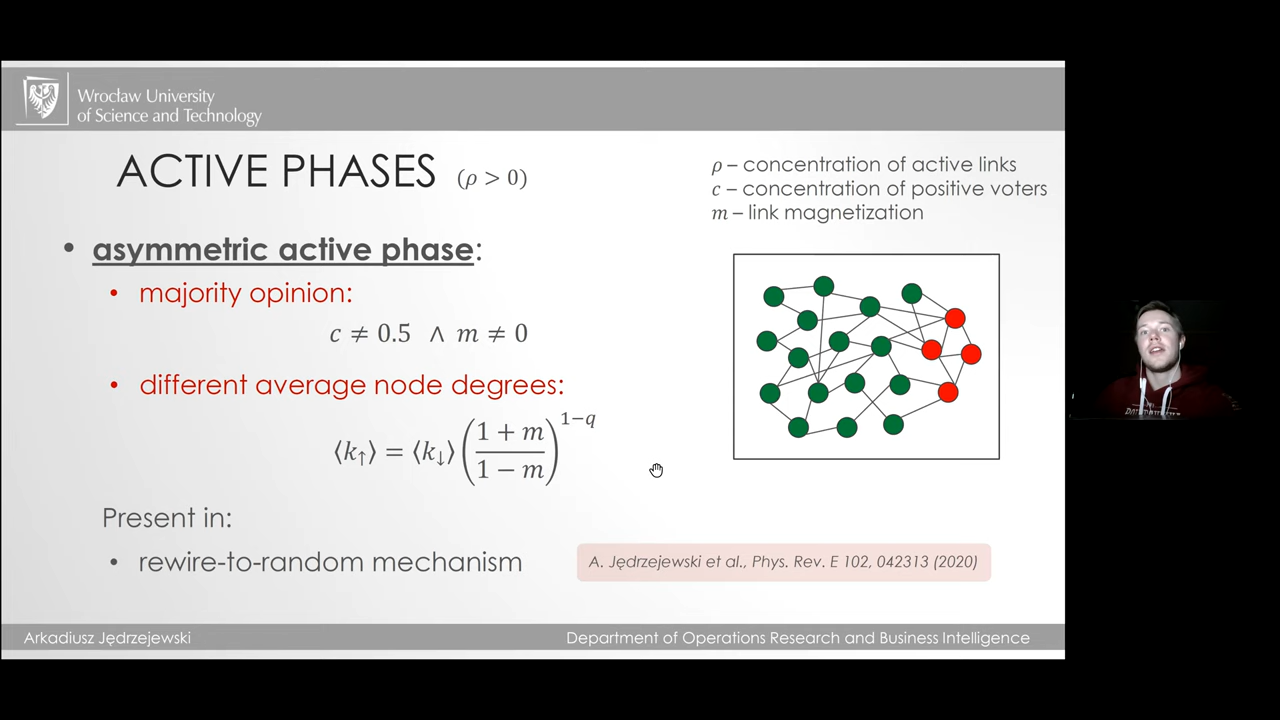 Wrocław University
of Science and Technology
ACTIVE PHASES (ρ > 0)
ρ – concentration of active links
c – concentration of positive voters
m – link magnetization
• asymmetric active phase:
• majority opinion:
c ≠ 0.5 ∧ m ≠ 0
• different average node degrees:
⟨k↑⟩ = ⟨k↓⟩ ((1 + m)/(1 − m))^(1−q)
Present in:
• rewire-to-random mechanism
A. Jędrzejewski et al., Phys. Rev. E 102, 042313 (2020)
Arkadiusz Jędrzejewski
Department of Operations Research and Business Intelligence